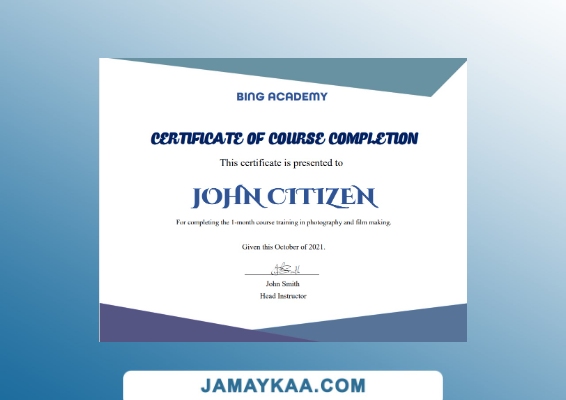 BING ACADEMY
CERTIFICATE OF COURSE COMPLETION
This certificate is presented to
JOHN CITIZEN
For completing the 1-month course training in photography and film making.
Given this October of 2021.
John Smith
Head Instructor
JAMAYKAA.COM